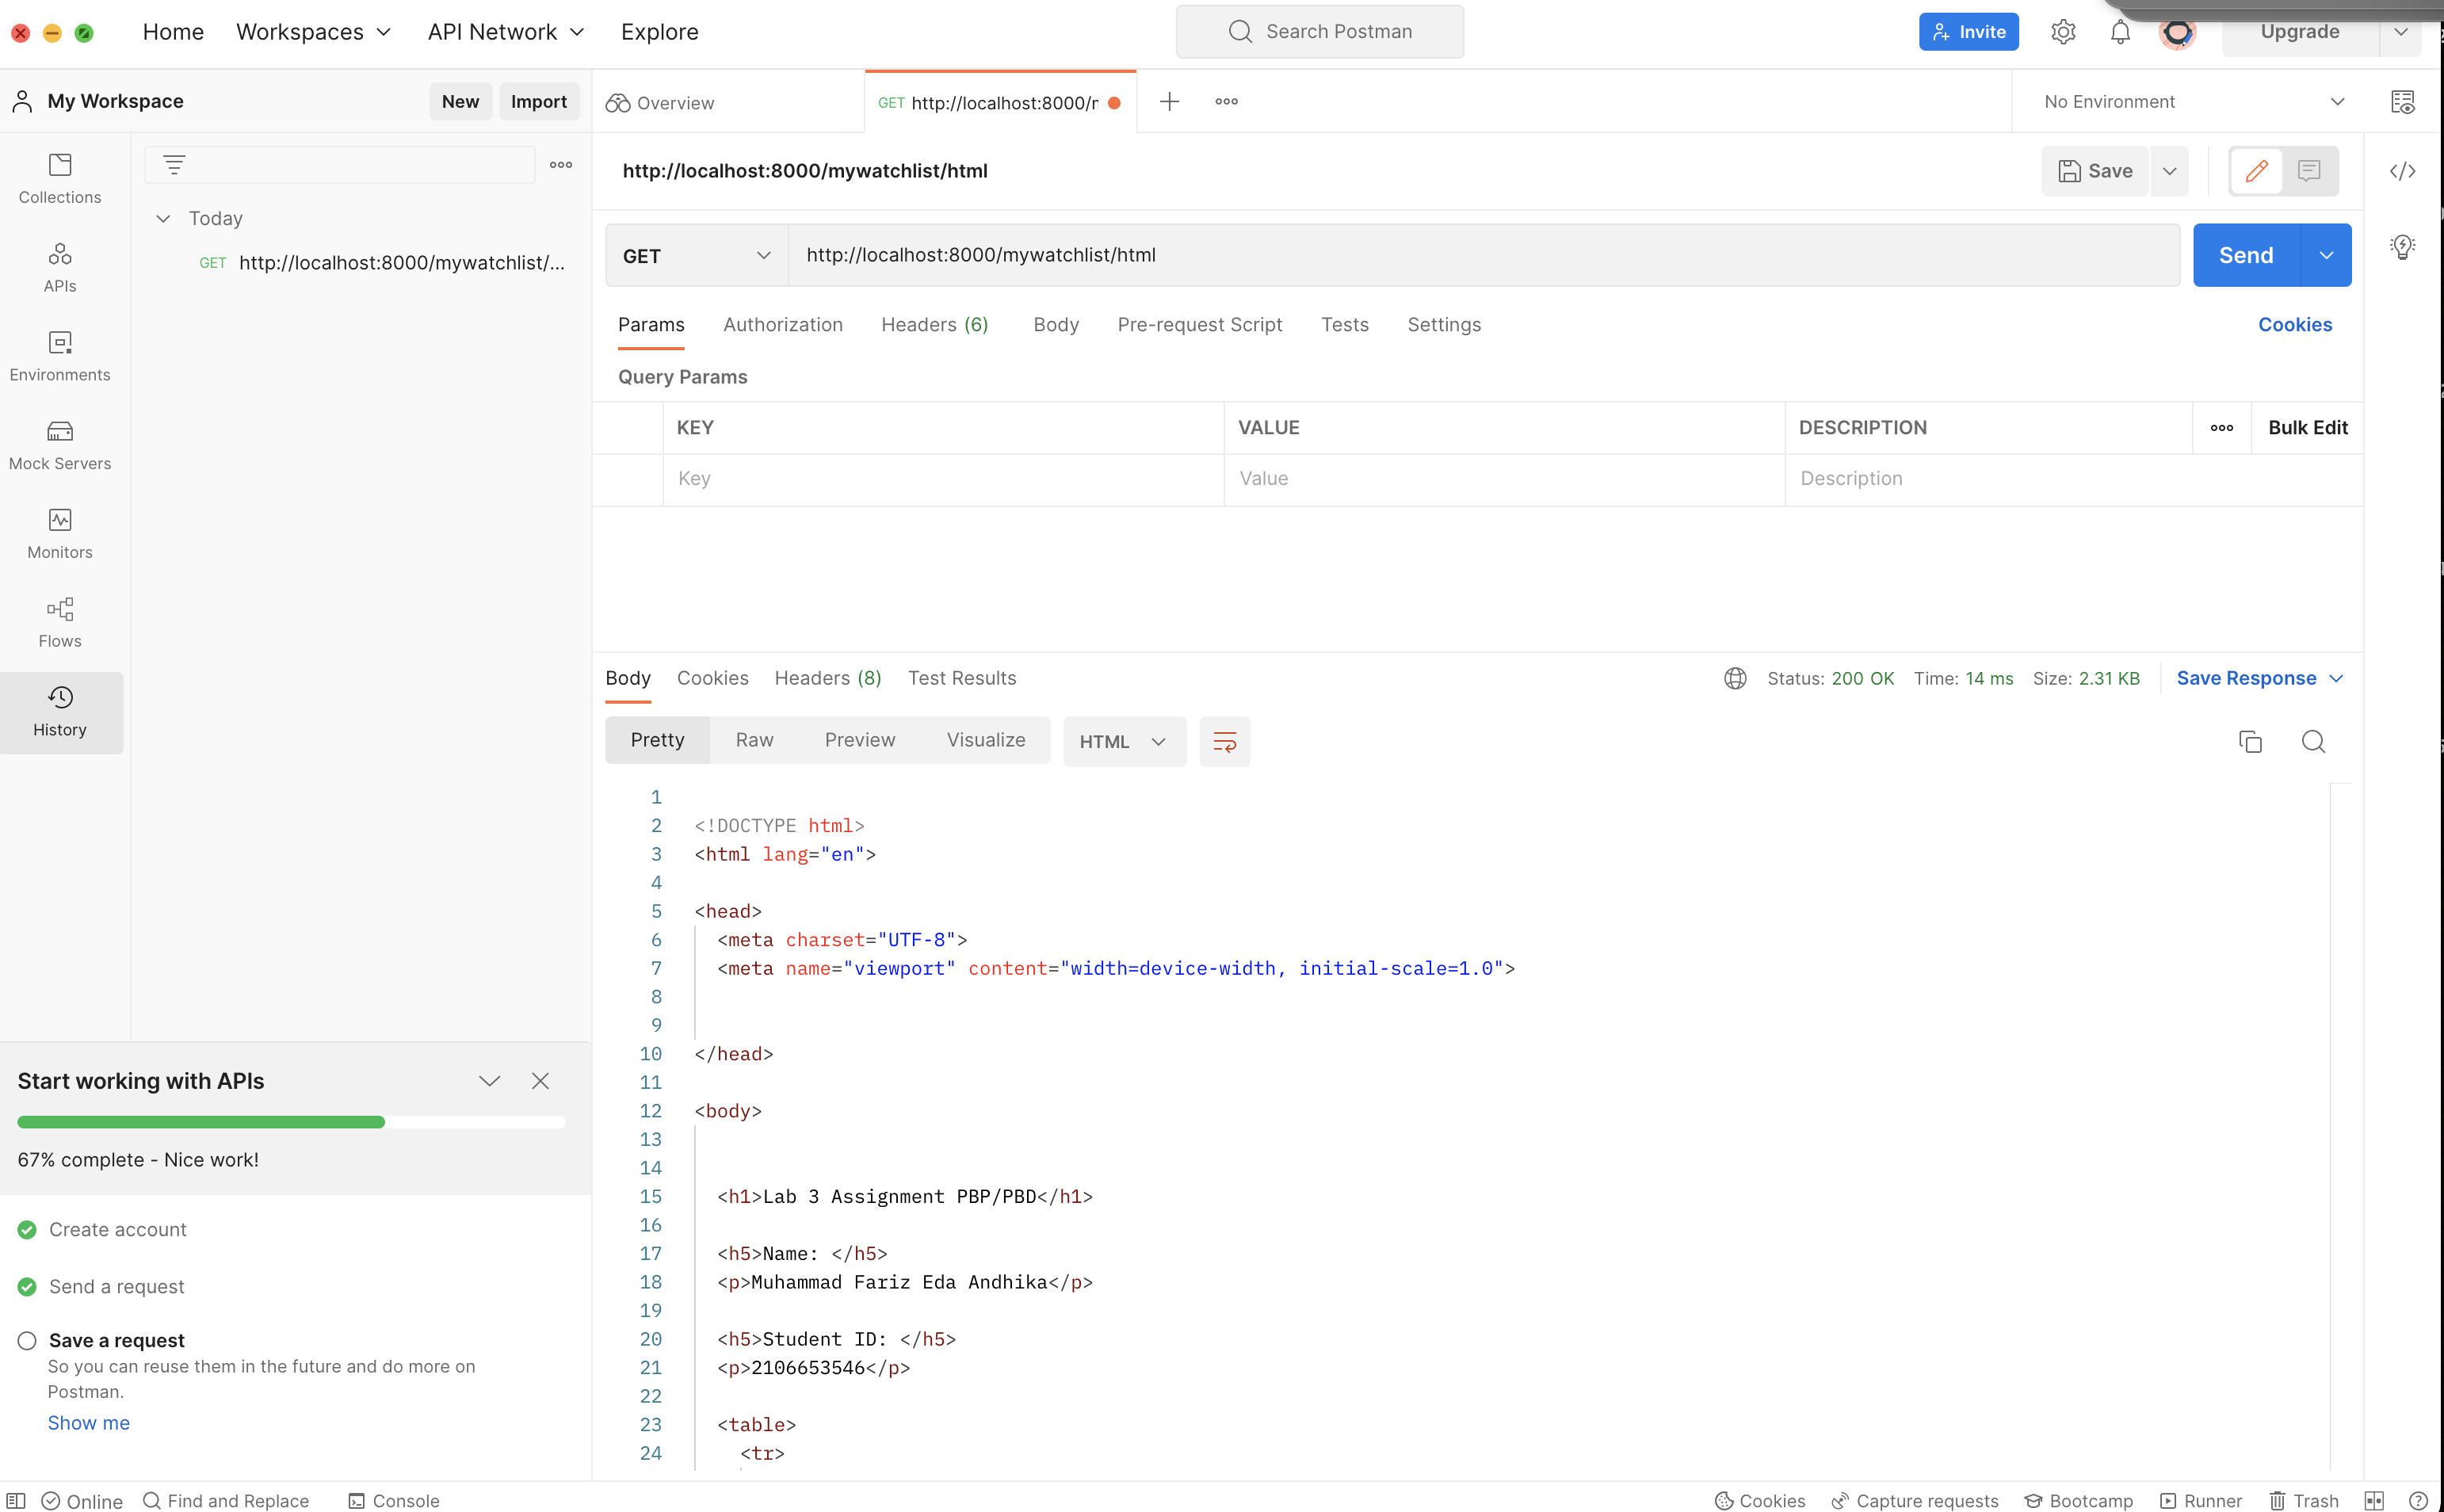 Home Workspaces API Network Explore Search Postman Invite Upgrade
My Workspace New Import Overview GET http://localhost:8000/r No Environment
http://localhost:8000/mywatchlist/html Save
Collections
Today
GET http://localhost:8000/mywatchlist/...
APIs
Environments
Mock Servers
Monitors
Flows
History
GET http://localhost:8000/mywatchlist/html Send
Params Authorization Headers (6) Body Pre-request Script Tests Settings Cookies
Query Params
KEY VALUE DESCRIPTION Bulk Edit
Key Value Description
Body Cookies Headers (8) Test Results Status: 200 OK Time: 14 ms Size: 2.31 KB Save Response
Pretty Raw Preview Visualize HTML
1
2 <!DOCTYPE html>
3 <html lang="en">
4
5 <head>
6 <meta charset="UTF-8">
7 <meta name="viewport" content="width=device-width, initial-scale=1.0">
8
9
10 </head>
11
12 <body>
13
14
15 <h1>Lab 3 Assignment PBP/PBD</h1>
16
17 <h5>Name: </h5>
18 <p>Muhammad Fariz Eda Andhika</p>
19
20 <h5>Student ID: </h5>
21 <p>2106653546</p>
22
23 <table>
24 <tr>
Start working with APIs
67% complete - Nice work!
Create account
Send a request
Save a request
So you can reuse them in the future and do more on
Postman.
Show me
Online Find and Replace Console Cookies Capture requests Bootcamp Runner Trash